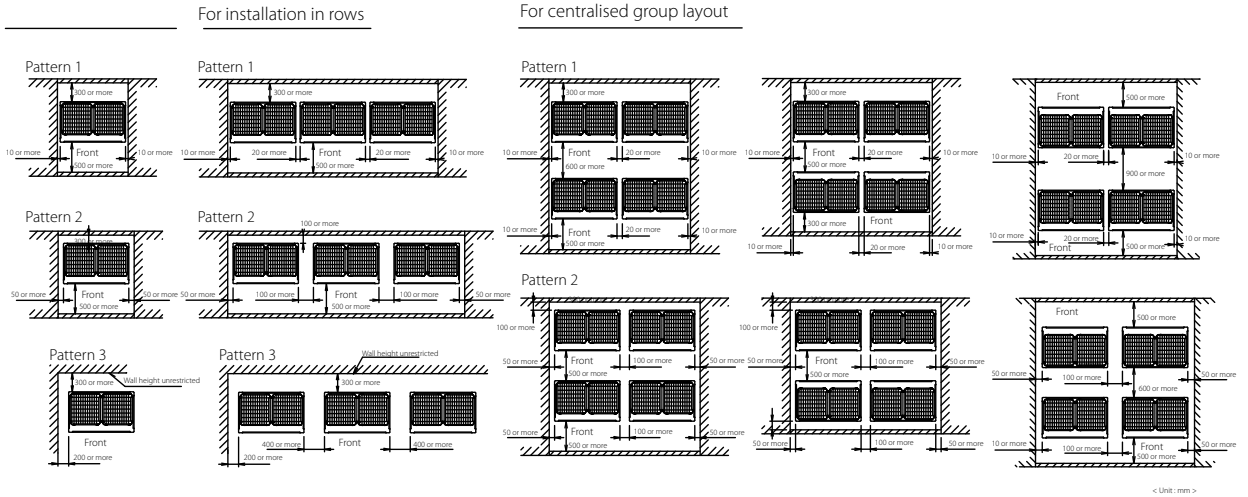 For installation in rows
For centralised group layout
Pattern 1
300 or more
10 or more
Front
10 or more
500 or more
Pattern 1
300 or more
10 or more
20 or more
Front
20 or more
10 or more
500 or more
Pattern 1
300 or more
10 or more
Front
20 or more
10 or more
600 or more
10 or more
Front
20 or more
10 or more
500 or more
300 or more
10 or more
Front
20 or more
10 or more
500 or more
300 or more
Front
10 or more
20 or more
10 or more
Front
500 or more
10 or more
20 or more
10 or more
900 or more
10 or more
20 or more
10 or more
Front
500 or more
Pattern 2
300 or more
50 or more
Front
50 or more
500 or more
Pattern 2
100 or more
50 or more
100 or more
Front
100 or more
50 or more
500 or more
Pattern 2
100 or more
50 or more
Front
100 or more
50 or more
500 or more
50 or more
Front
100 or more
50 or more
500 or more
100 or more
50 or more
Front
100 or more
50 or more
500 or more
Front
50 or more
100 or more
50 or more
Front
500 or more
50 or more
100 or more
50 or more
600 or more
10 or more
Front
100 or more
50 or more
500 or more
Pattern 3
Wall height unrestricted
300 or more
Front
200 or more
Pattern 3
Wall height unrestricted
300 or more
400 or more
Front
400 or more
200 or more
< Unit : mm >